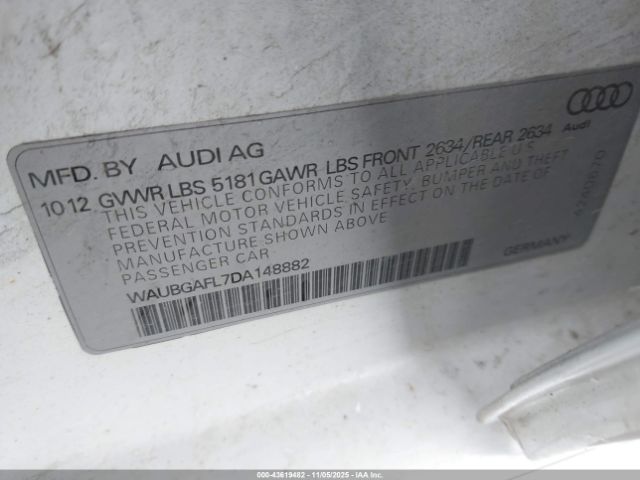 MFD. BY AUDI AG
Audi
10 12 GVWR LBS 5181 GAWR LBS FRONT 2634/REAR 2634
THIS VEHICLE CONFORMS TO ALL APPLICABLE U.S.
FEDERAL MOTOR VEHICLE SAFETY, BUMPER AND THEFT
PREVENTION STANDARDS IN EFFECT ON THE DATE OF
MANUFACTURE SHOWN ABOVE
PASSENGER CAR
WAUBGAFL7DA148882
GERMANY
000-43619482 - 11/05/2025 - IAA Inc.